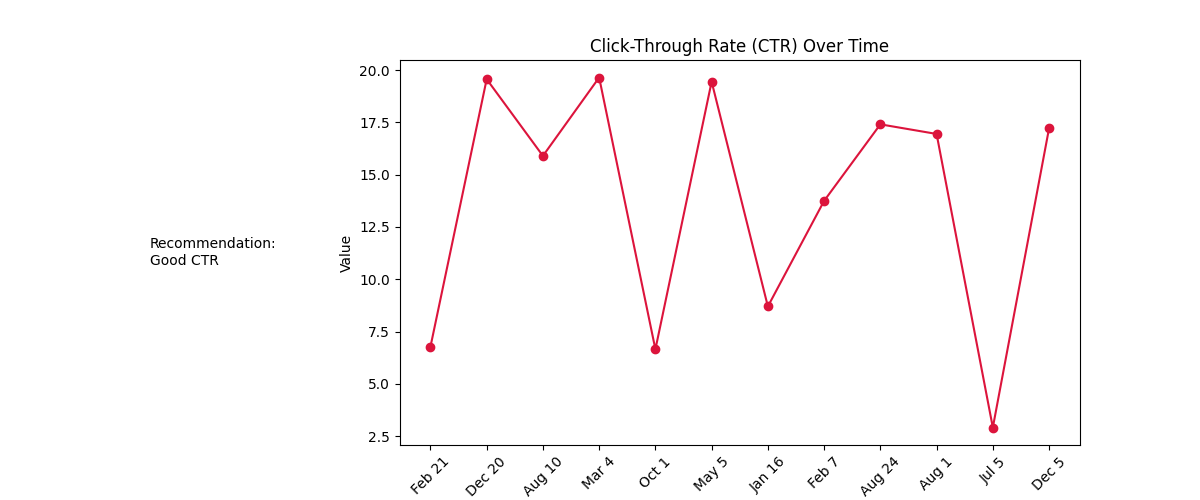 Click-Through Rate (CTR) Over Time
20.0
17.5
15.0
12.5
10.0
7.5
5.0
2.5
Value
Recommendation:
Good CTR
Feb 21
Dec 20
Aug 10
Mar 4
Oct 1
May 5
Jan 16
Feb 7
Aug 24
Aug 1
Jul 5
Dec 5